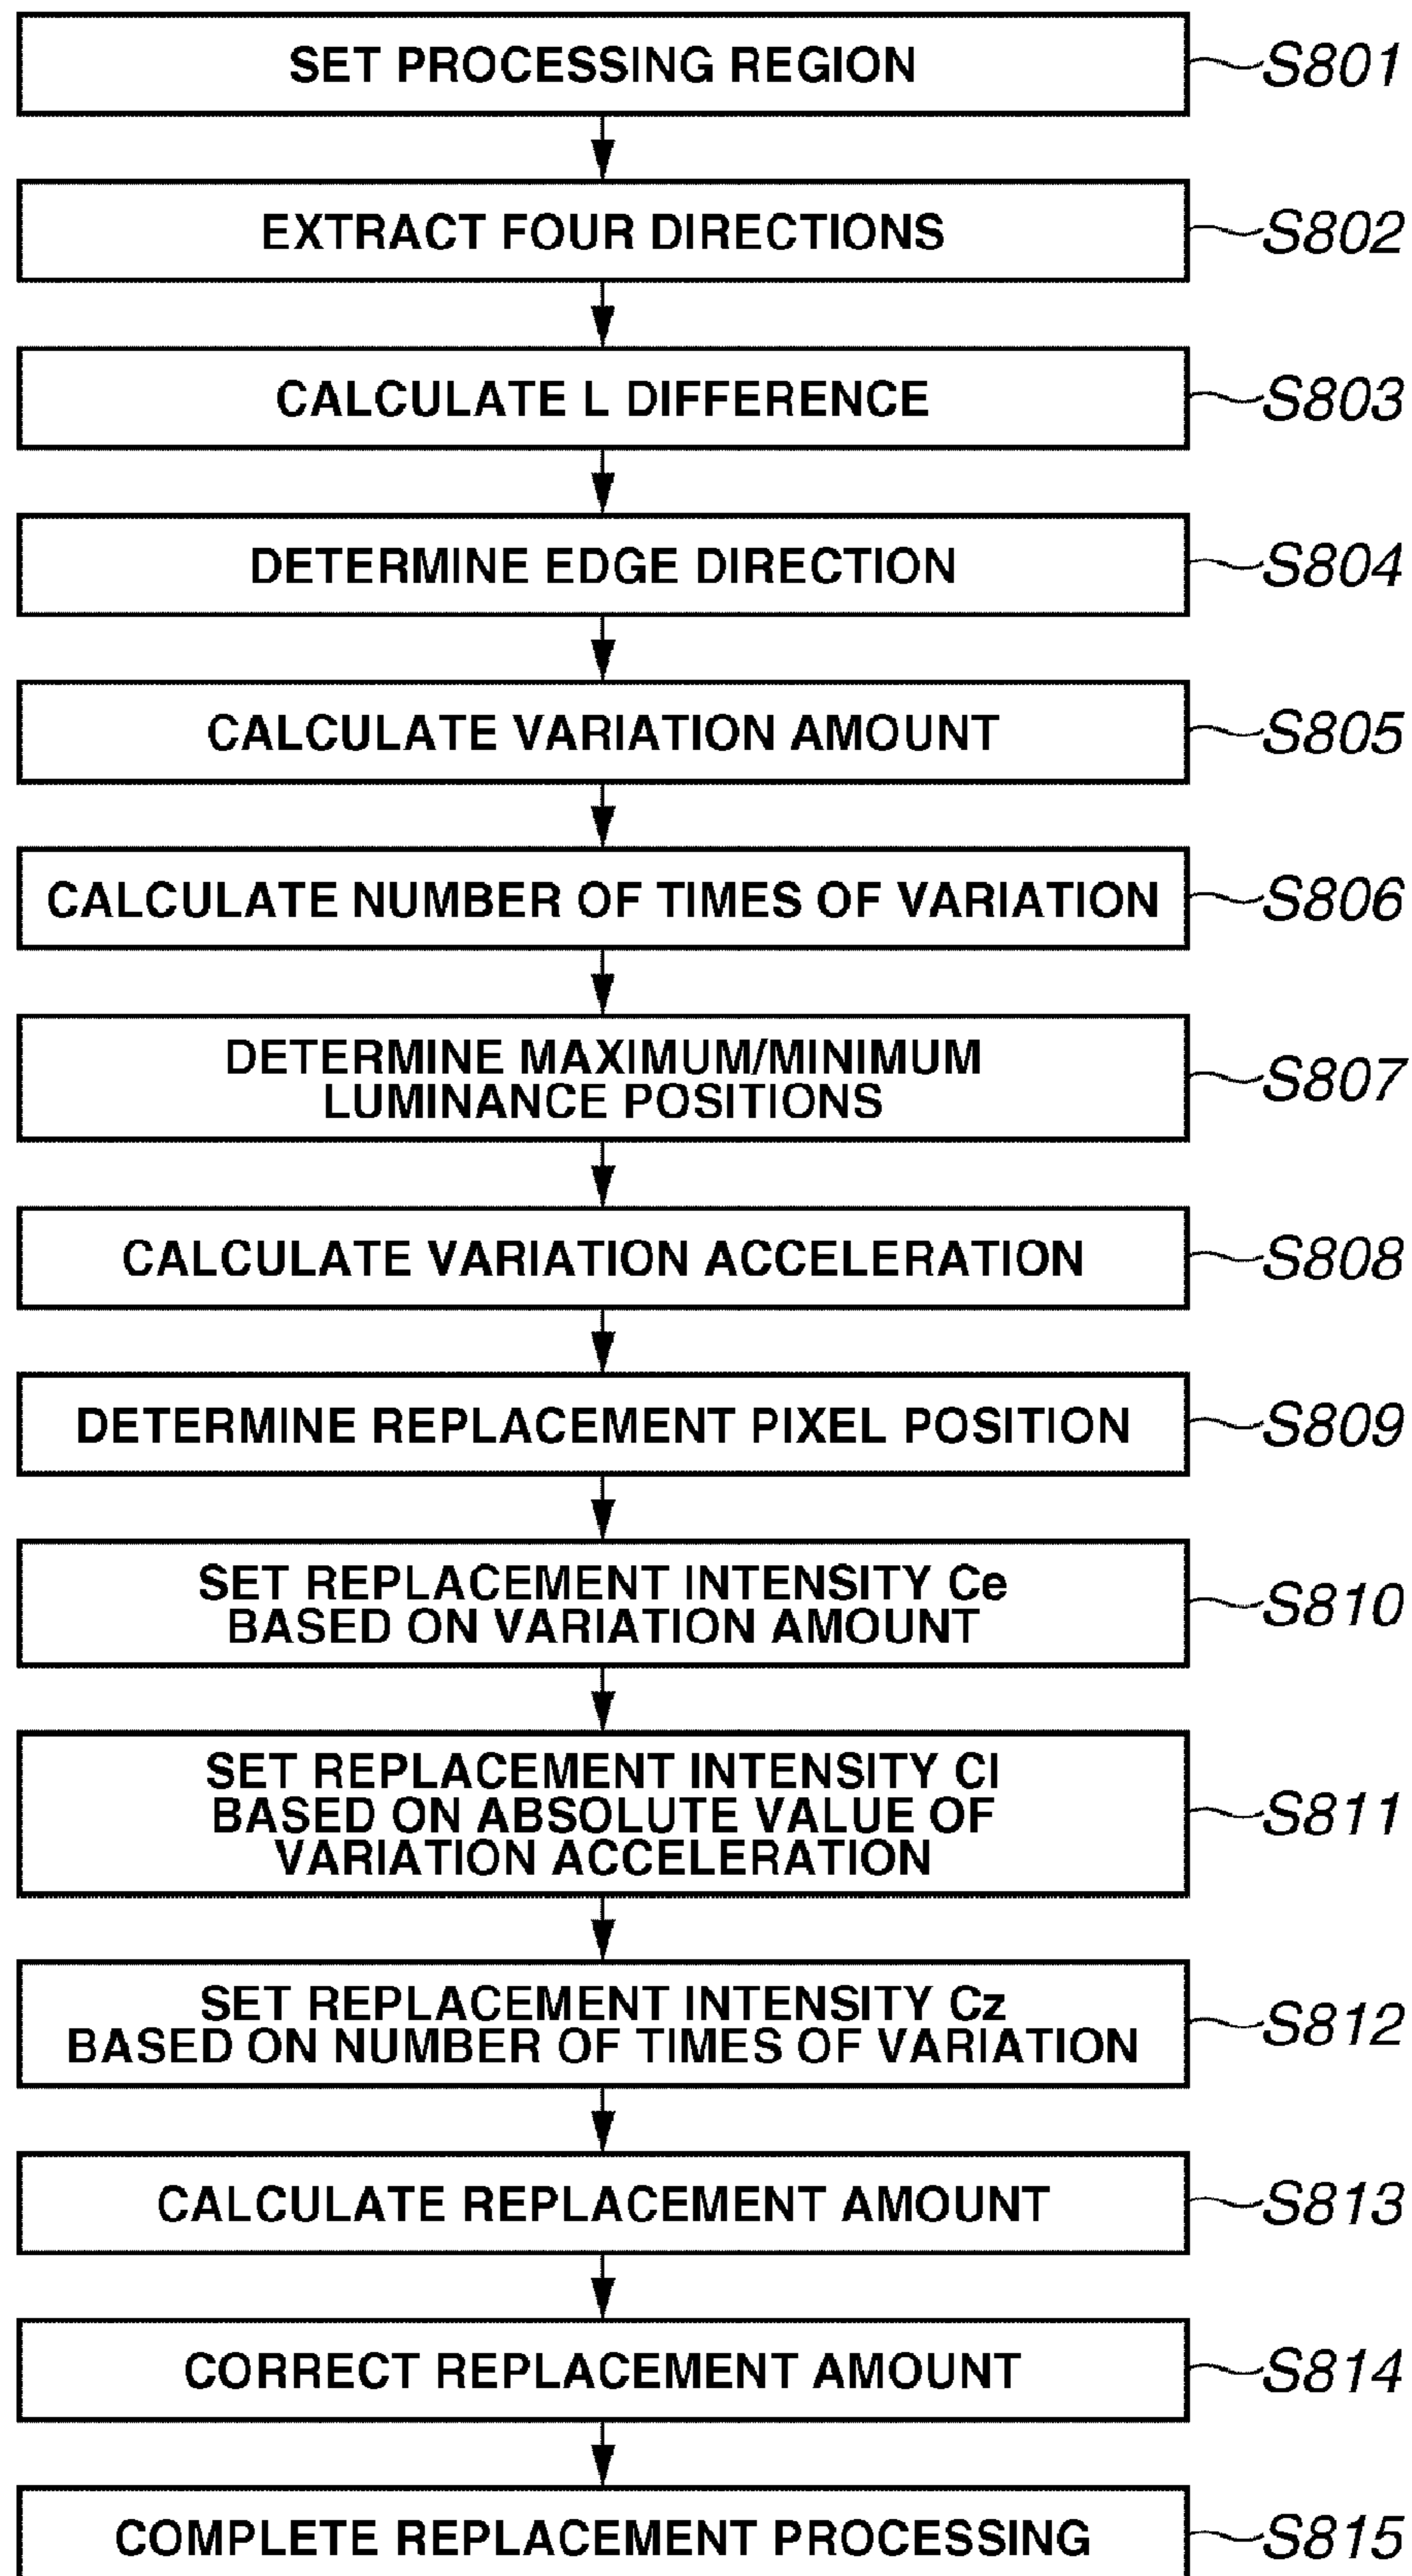 SET PROCESSING REGION
S801
EXTRACT FOUR DIRECTIONS
S802
CALCULATE L DIFFERENCE
S803
DETERMINE EDGE DIRECTION
S804
CALCULATE VARIATION AMOUNT
S805
CALCULATE NUMBER OF TIMES OF VARIATION
S806
DETERMINE MAXIMUM/MINIMUM
LUMINANCE POSITIONS
S807
CALCULATE VARIATION ACCELERATION
S808
DETERMINE REPLACEMENT PIXEL POSITION
S809
SET REPLACEMENT INTENSITY Ce
BASED ON VARIATION AMOUNT
S810
SET REPLACEMENT INTENSITY Cl
BASED ON ABSOLUTE VALUE OF
VARIATION ACCELERATION
S811
SET REPLACEMENT INTENSITY Cz
BASED ON NUMBER OF TIMES OF VARIATION
S812
CALCULATE REPLACEMENT AMOUNT
S813
CORRECT REPLACEMENT AMOUNT
S814
COMPLETE REPLACEMENT PROCESSING
S815